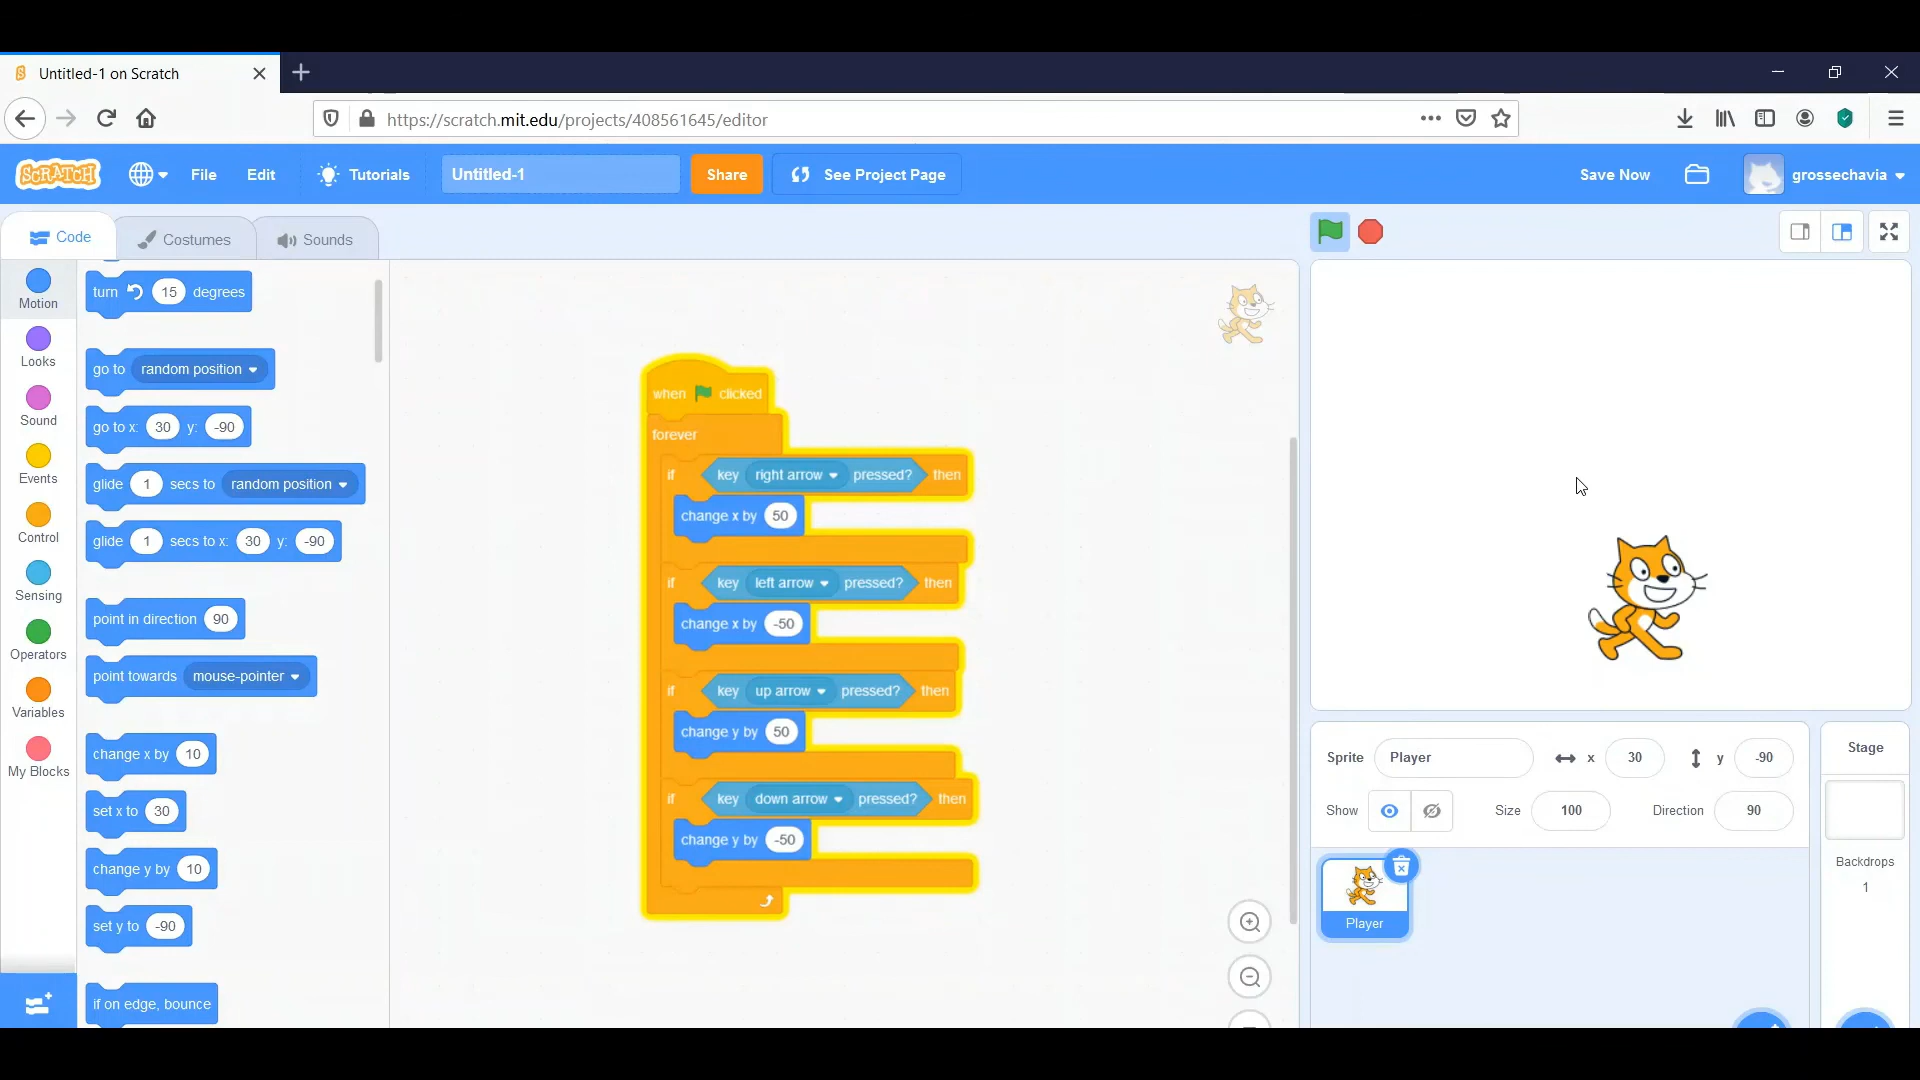 Untitled-1 on Scratch
https://scratch.mit.edu/projects/408561645/editor
SCRATCH
File
Edit
Tutorials
Untitled-1
Share
See Project Page
Save Now
grossechavia
Code
Costumes
Sounds
Motion
Looks
Sound
Events
Control
Sensing
Operators
Variables
My Blocks
turn 15 degrees
go to random position
go to x: 30 y: -90
glide 1 secs to random position
glide 1 secs to x: 30 y: -90
point in direction 90
point towards mouse-pointer
change x by 10
set x to 30
change y by 10
set y to -90
if on edge, bounce
when clicked
forever
if key right arrow pressed? then
change x by 50
if key left arrow pressed? then
change x by -50
if key up arrow pressed? then
change y by 50
if key down arrow pressed? then
change y by -50
Sprite Player x 30 y -90
Show Size 100 Direction 90
Player
Stage
Backdrops
1